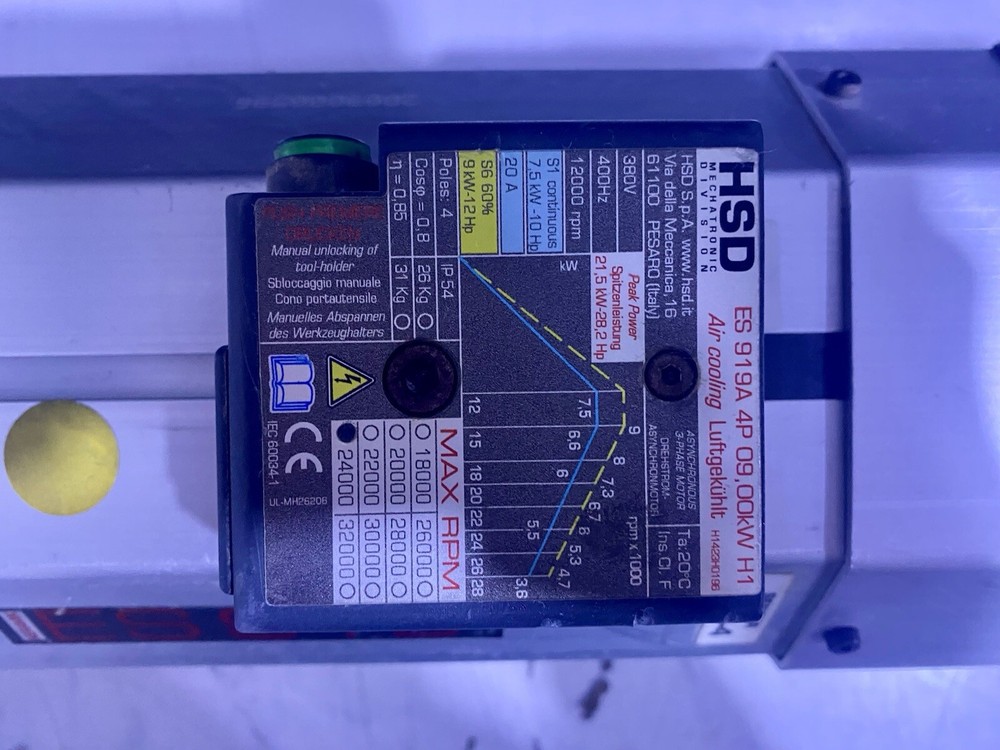 HSD
MECHATRONIC
DIVISION
ES 919A 4P 09,00kW H1
Air cooling Luftgekühlt H1423H0196
HSD S.p.A. www.hsd.it
Via della Meccanica, 16
61100 PESARO (Italy)
ASYNCHRONOUS
3-PHASE MOTOR
DREHSTROM-
ASYNCHRONMOTOR
Ta:20°C
Ins.Cl. F
380V
400Hz
12000 rpm
S1 continuous
7,5 kW -10 Hp
20 A
S6 60%
9 kW-12 Hp
Poles: 4
IP 54
Cosφ = 0,8
26 Kg
η = 0,85
31 Kg
Peak Power
Spitzenleistung
21,5 kW-28,2 Hp
kW
rpm x 1000
9 8 7,3 6,7 6 5,3 4,7
7,5 6,6 6 5,5 3,6
12 15 18 20 22 24 26 28
MAX RPM
18000 26000
20000 28000
22000 30000
24000 32000
Manual unlocking of
tool-holder
Sbloccaggio manuale
Cono portautensile
Manuelles Abspannen
des Werkzeughalters
CE
IEC 60034-1
UL-MH26206